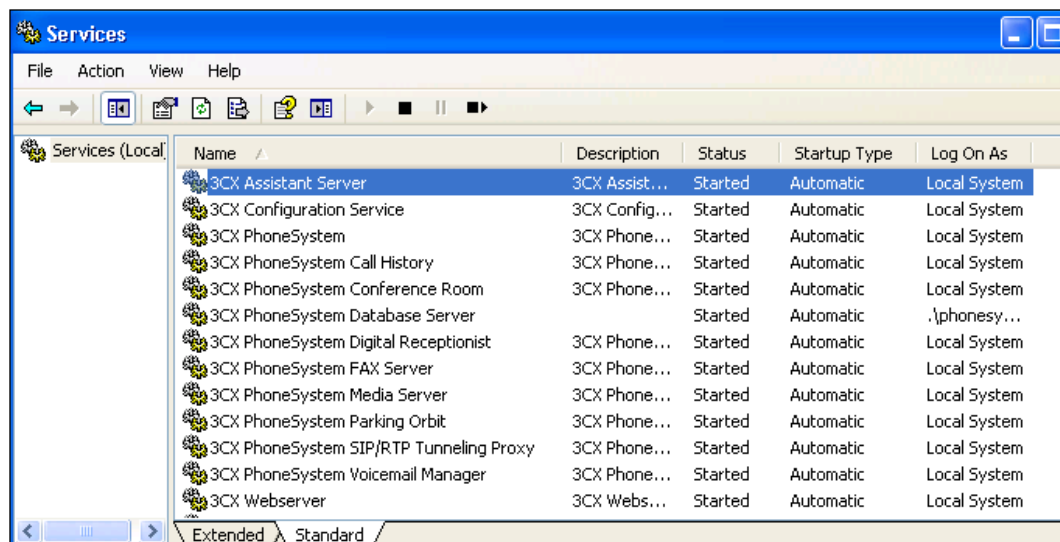 Services
File Action View Help
Services (Local)
Name Description Status Startup Type Log On As
3CX Assistant Server 3CX Assist... Started Automatic Local System
3CX Configuration Service 3CX Config... Started Automatic Local System
3CX PhoneSystem 3CX Phone... Started Automatic Local System
3CX PhoneSystem Call History 3CX Phone... Started Automatic Local System
3CX PhoneSystem Conference Room 3CX Phone... Started Automatic Local System
3CX PhoneSystem Database Server Started Automatic .\phonesy...
3CX PhoneSystem Digital Receptionist 3CX Phone... Started Automatic Local System
3CX PhoneSystem FAX Server 3CX Phone... Started Automatic Local System
3CX PhoneSystem Media Server 3CX Phone... Started Automatic Local System
3CX PhoneSystem Parking Orbit 3CX Phone... Started Automatic Local System
3CX PhoneSystem SIP/RTP Tunneling Proxy 3CX Phone... Started Automatic Local System
3CX PhoneSystem Voicemail Manager 3CX Phone... Started Automatic Local System
3CX Webserver 3CX Webs... Started Automatic Local System
Extended Standard